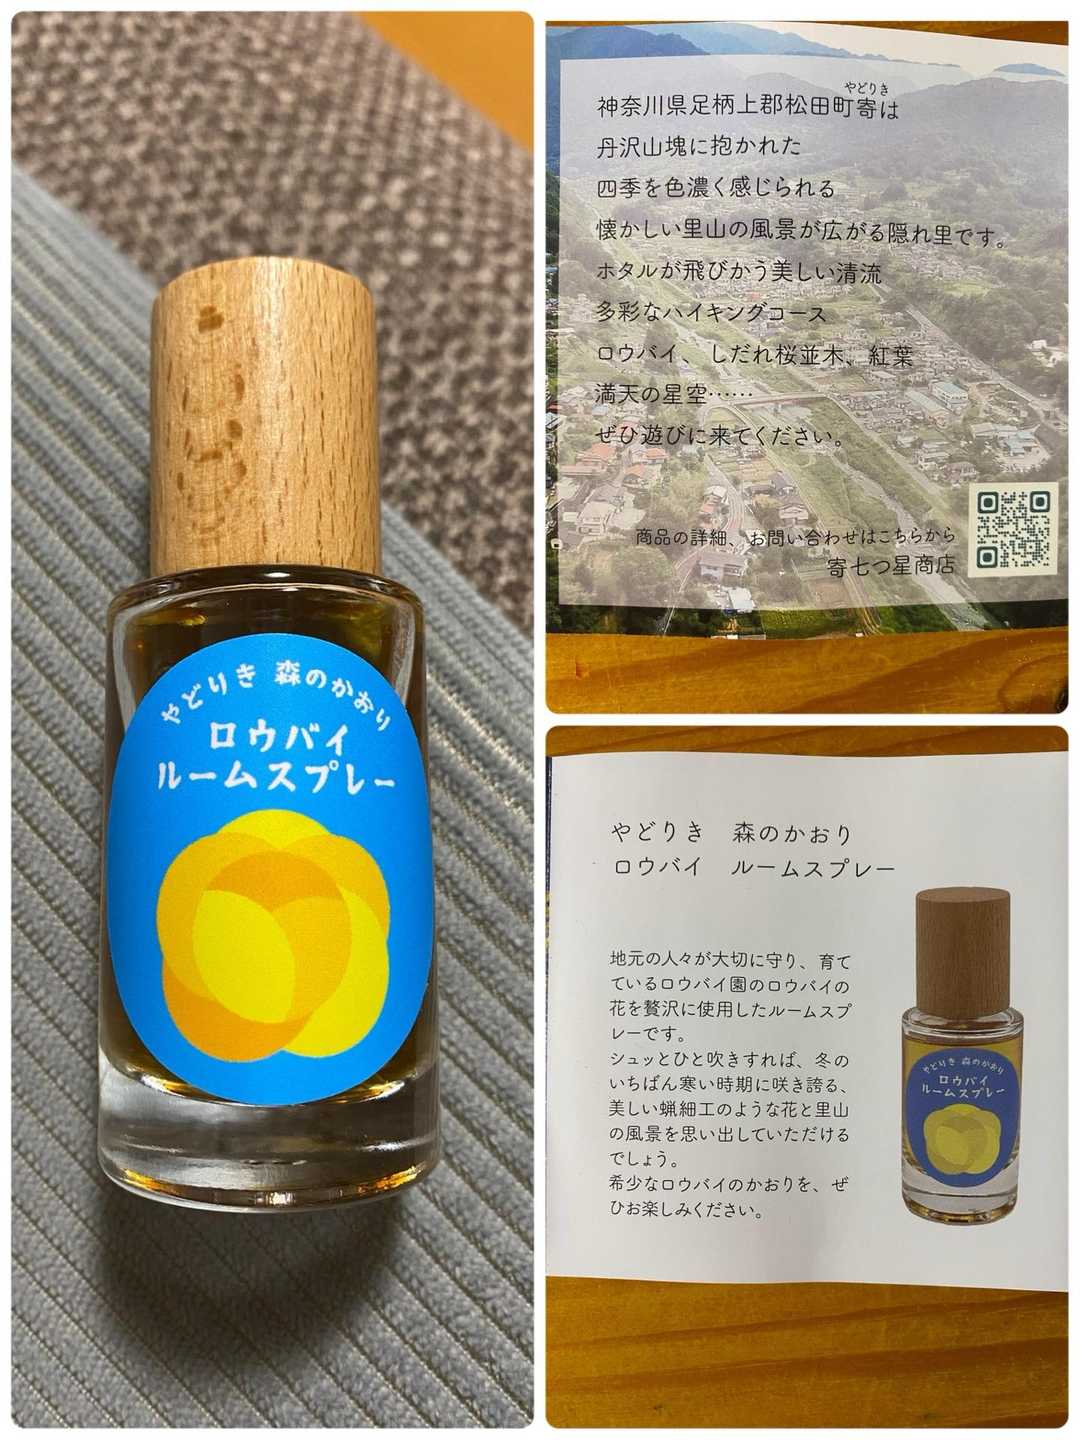 やどりき 森のかおり
ロウバイ
ルームスプレー
やどりき
神奈川県足柄上郡松田町寄は
丹沢山塊に抱かれた
四季を色濃く感じられる
懐かしい里山の風景が広がる隠れ里です。
ホタルが飛びかう美しい清流
多彩なハイキングコース
ロウバイ、しだれ桜並木、紅葉
満天の星空……
ぜひ遊びに来てください。
商品の詳細、お問い合わせはこちらから
寄七つ星商店
やどりき 森のかおり
ロウバイ ルームスプレー
地元の人々が大切に守り、育て
ているロウバイ園のロウバイの
花を贅沢に使用したルームスプ
レーです。
シュッとひと吹きすれば、冬の
いちばん寒い時期に咲き誇る、
美しい蝋細工のような花と里山
の風景を思い出していただける
でしょう。
希少なロウバイのかおりを、ぜ
ひお楽しみください。
やどりき 森のかおり
ロウバイ
ルームスプレー